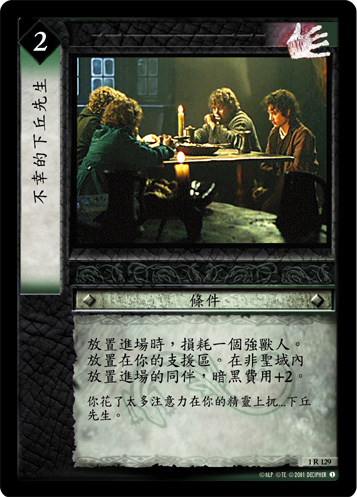 2
不幸的下丘先生
條件
放置進場時，損耗一個強獸人。
放置在你的支援區。在非聖域內
放置進場的同伴，暗黑費用+2。
你花了太多注意力在你的精靈上抗...下丘
先生。
1 R 129
©NLP ©TE ©2001 DECIPHER